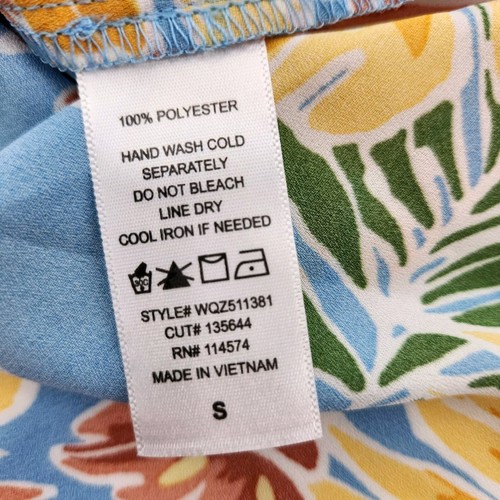 100% POLYESTER
HAND WASH COLD
SEPARATELY
DO NOT BLEACH
LINE DRY
COOL IRON IF NEEDED
STYLE# WQZ511381
CUT# 135644
RN# 114574
MADE IN VIETNAM
S